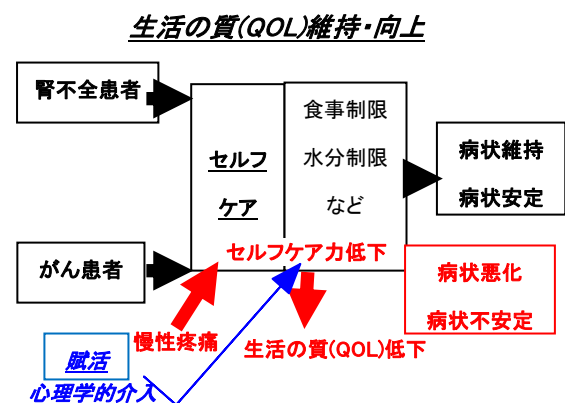 生活の質(QOL)維持・向上
腎不全患者
食事制限
水分制限
など
セルフ
ケア
病状維持
病状安定
がん患者
セルフケア力低下
病状悪化
病状不安定
慢性疼痛
生活の質(QOL)低下
賦活
心理学的介入